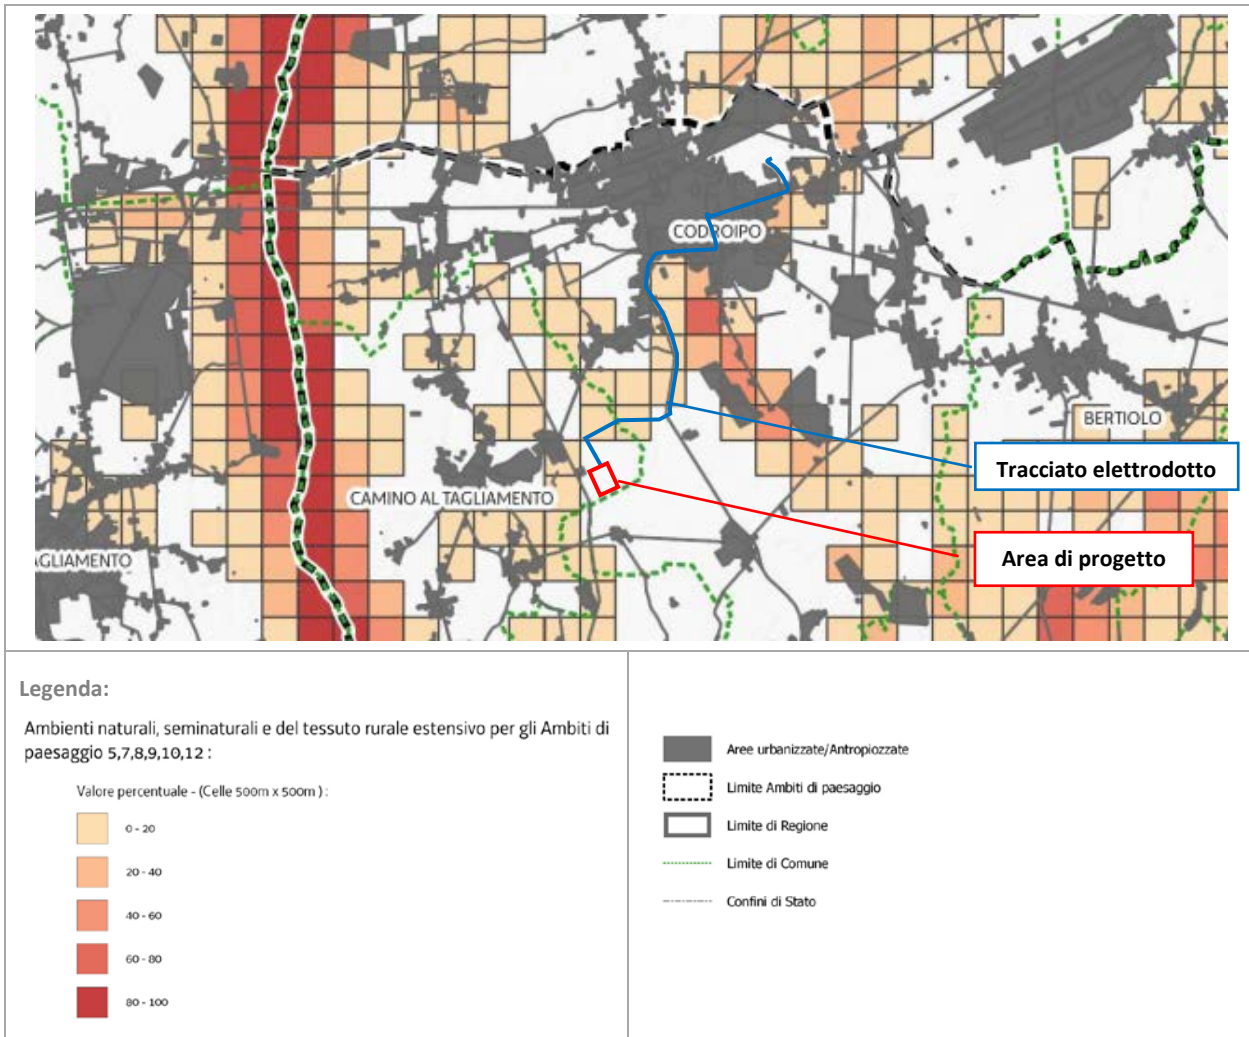 CODROIPO
BERTIOLO
Tracciato elettrodotto
CAMINO AL TAGLIAMENTO
Area di progetto
AGLIAMENTO
Legenda:
Ambienti naturali, seminaturali e del tessuto rurale estensivo per gli Ambiti di
paesaggio 5,7,8,9,10,12 :
Valore percentuale - (Celle 500m x 500m ) :
0 - 20
20 - 40
40 - 60
60 - 80
80 - 100
Aree urbanizzate/Antropiozzate
Limite Ambiti di paesaggio
Limite di Regione
Limite di Comune
Confini di Stato